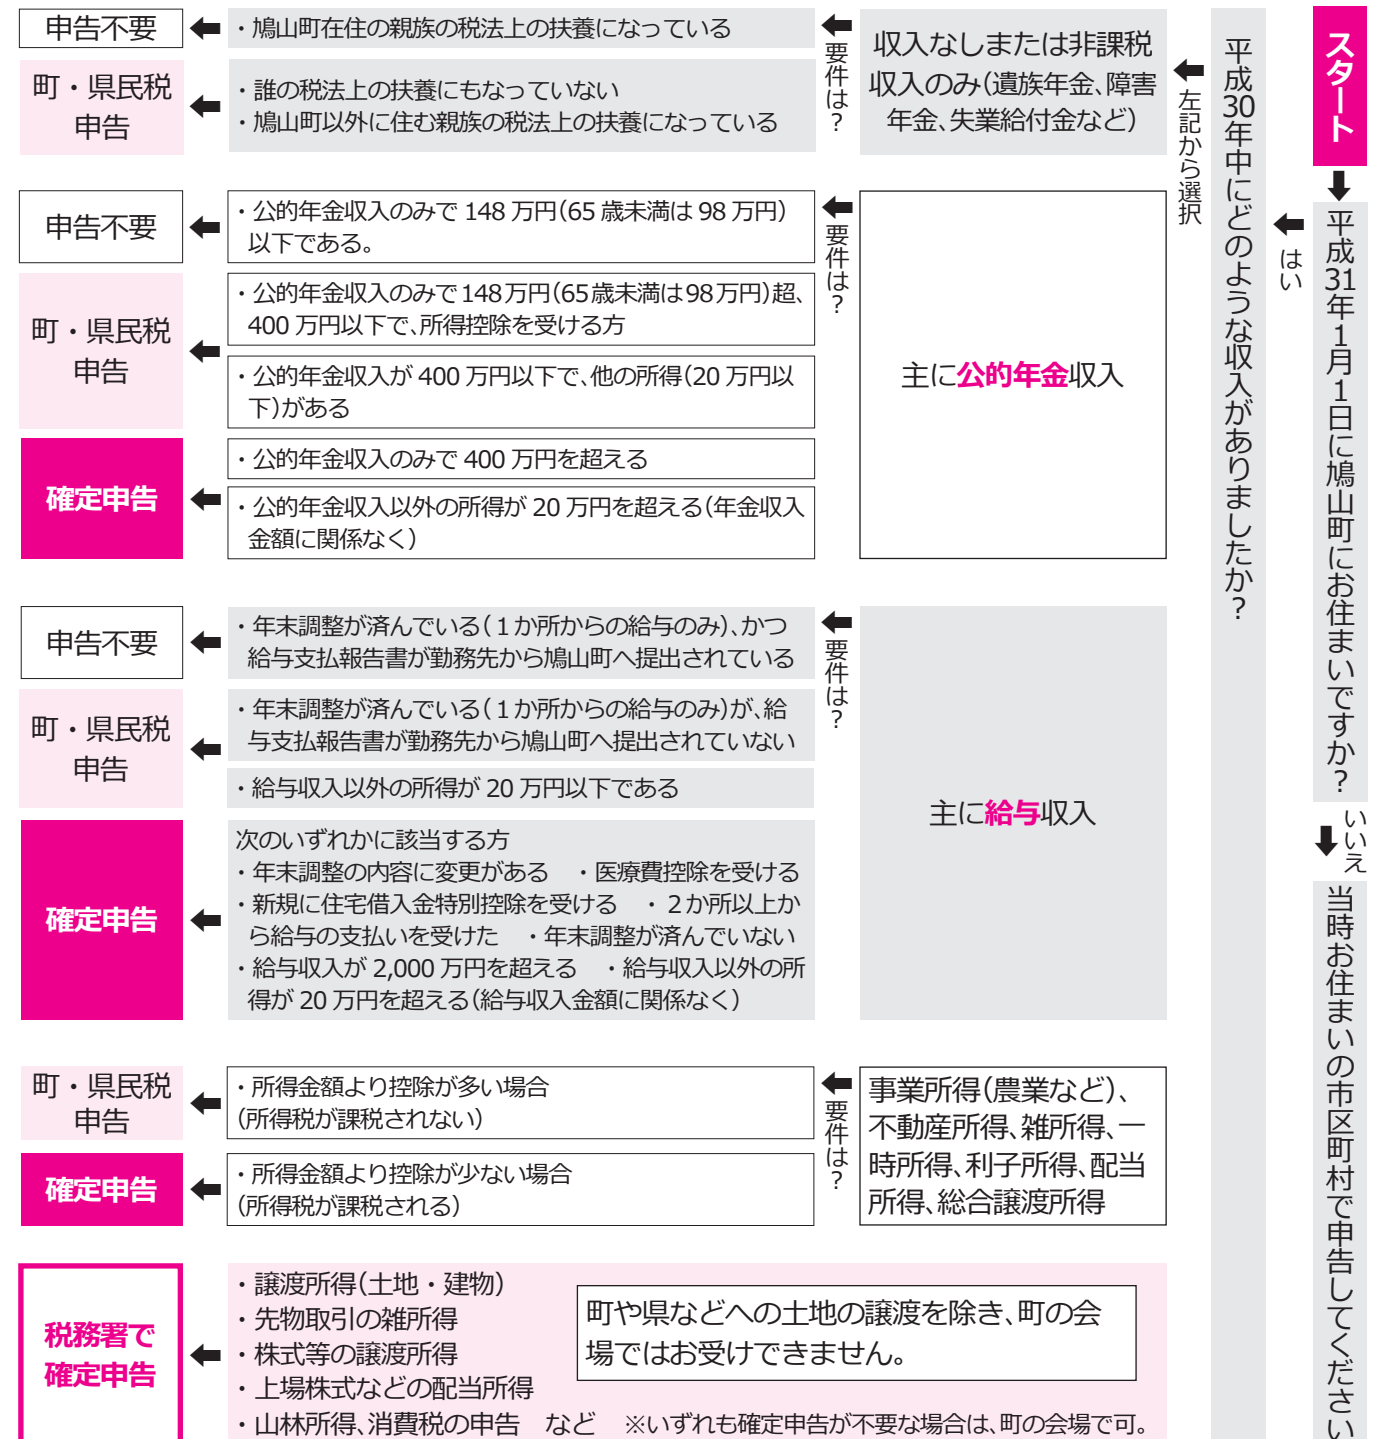 スタート
平成31年1月1日に鳩山町にお住まいですか？
はい
いいえ
当時お住まいの市区町村で申告してください
平成30年中にどのような収入がありましたか？
左記から選択
収入なしまたは非課税
収入のみ（遺族年金、障害
年金、失業給付金など）
要件は？
・鳩山町在住の親族の税法上の扶養になっている
申告不要
・誰の税法上の扶養にもなっていない
・鳩山町以外に住む親族の税法上の扶養になっている
町・県民税
申告
主に公的年金収入
要件は？
・公的年金収入のみで 148 万円（65 歳未満は 98 万円）
以下である。
申告不要
・公的年金収入のみで148万円（65歳未満は98万円）超、
400 万円以下で、所得控除を受ける方
・公的年金収入が 400 万円以下で、他の所得（20 万円以
下）がある
町・県民税
申告
・公的年金収入のみで 400 万円を超える
・公的年金収入以外の所得が 20 万円を超える（年金収入
金額に関係なく）
確定申告
主に給与収入
要件は？
・年末調整が済んでいる（１か所からの給与のみ）、かつ
給与支払報告書が勤務先から鳩山町へ提出されている
申告不要
・年末調整が済んでいる（１か所からの給与のみ）が、給
与支払報告書が勤務先から鳩山町へ提出されていない
・給与収入以外の所得が 20 万円以下である
町・県民税
申告
次のいずれかに該当する方
・年末調整の内容に変更がある　・医療費控除を受ける
・新規に住宅借入金特別控除を受ける　・２か所以上か
ら給与の支払いを受けた　・年末調整が済んでいない
・給与収入が 2,000 万円を超える　・給与収入以外の所
得が 20 万円を超える（給与収入金額に関係なく）
確定申告
事業所得（農業など）、
不動産所得、雑所得、一
時所得、利子所得、配当
所得、総合譲渡所得
要件は？
・所得金額より控除が多い場合
（所得税が課税されない）
町・県民税
申告
・所得金額より控除が少ない場合
（所得税が課税される）
確定申告
・譲渡所得（土地・建物）
・先物取引の雑所得
・株式等の譲渡所得
・上場株式などの配当所得
・山林所得、消費税の申告　など　※いずれも確定申告が不要な場合は、町の会場で可。
町や県などへの土地の譲渡を除き、町の会
場ではお受けできません。
税務署で
確定申告